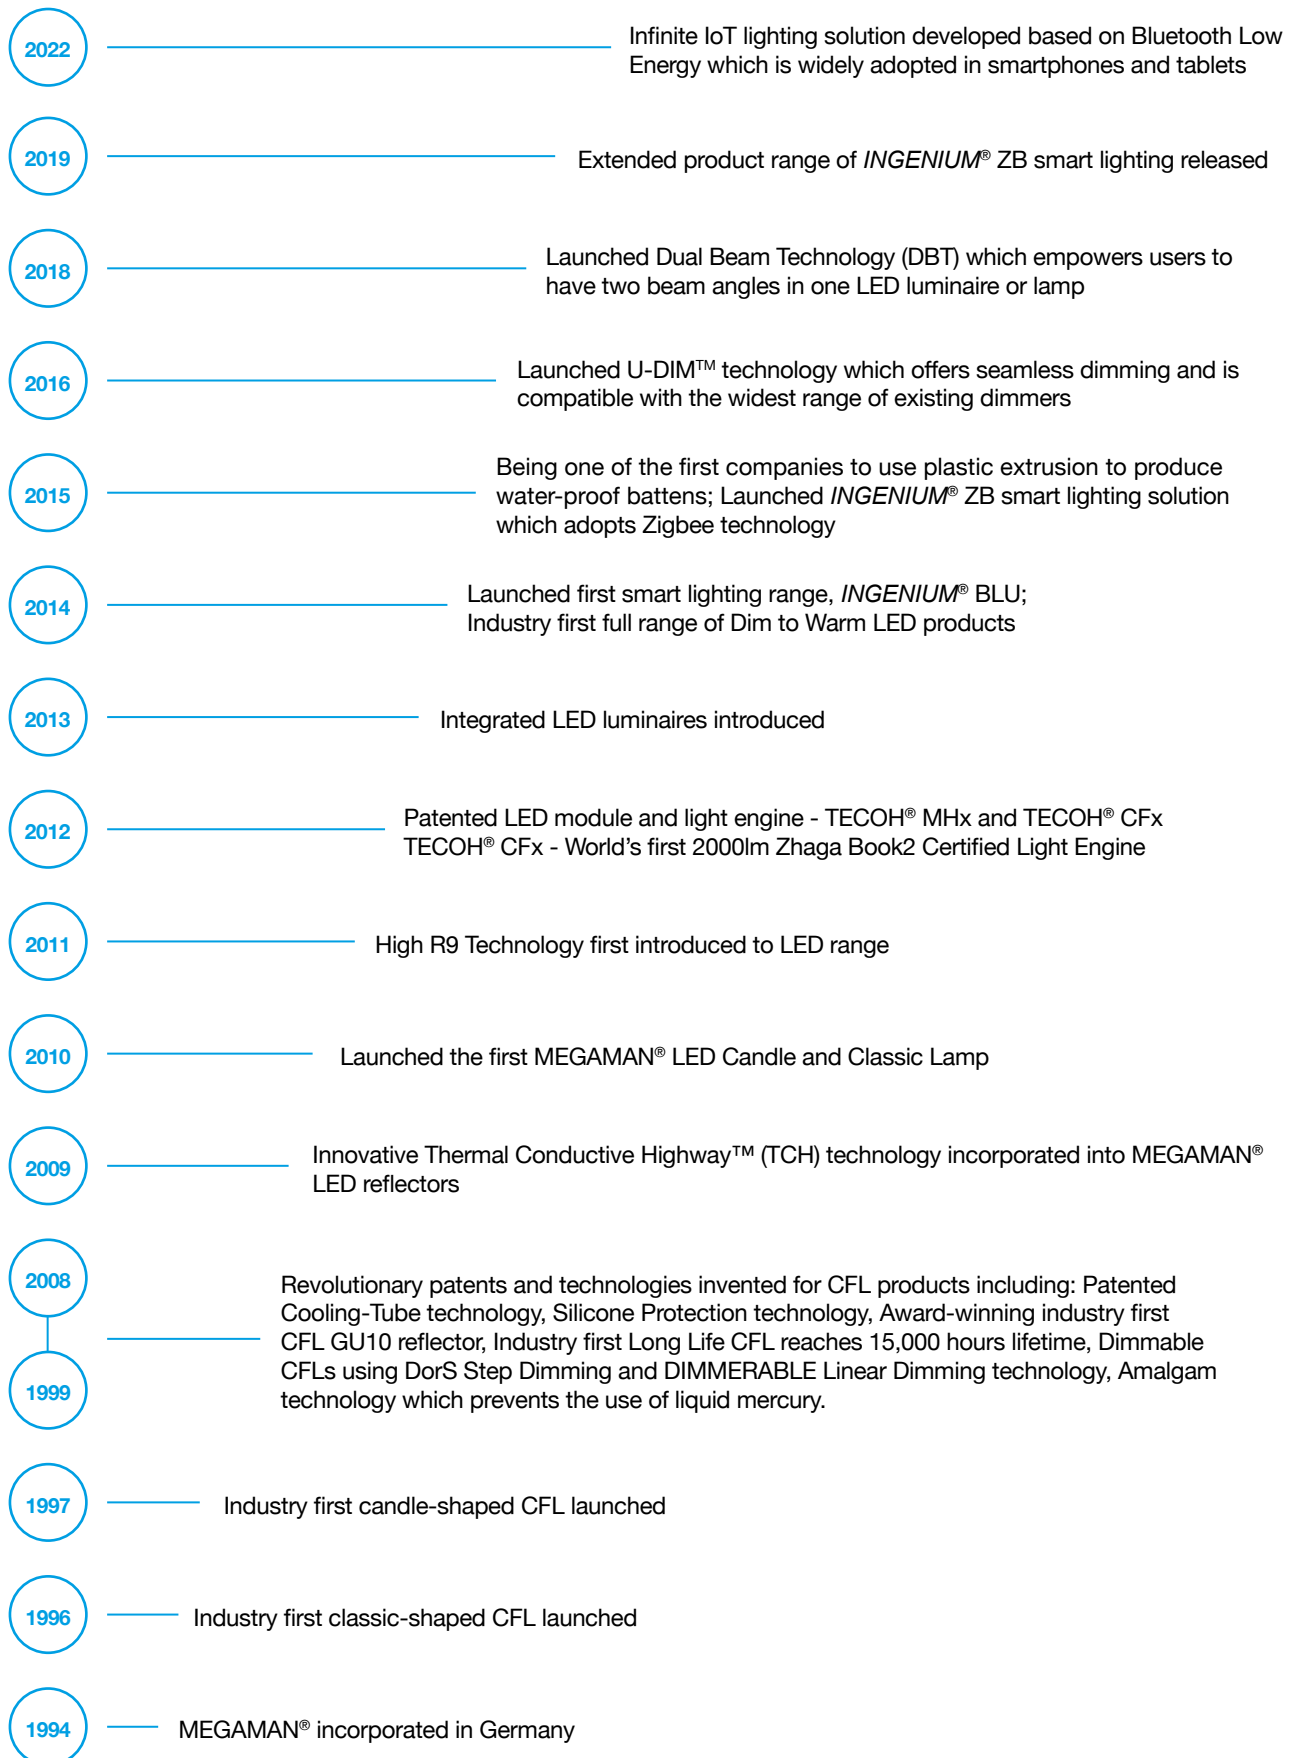 2022
Infinite IoT lighting solution developed based on Bluetooth Low
Energy which is widely adopted in smartphones and tablets
2019
Extended product range of INGENIUM® ZB smart lighting released
2018
Launched Dual Beam Technology (DBT) which empowers users to
have two beam angles in one LED luminaire or lamp
2016
Launched U-DIM™ technology which offers seamless dimming and is
compatible with the widest range of existing dimmers
2015
Being one of the first companies to use plastic extrusion to produce
water-proof battens; Launched INGENIUM® ZB smart lighting solution
which adopts Zigbee technology
2014
Launched first smart lighting range, INGENIUM® BLU;
Industry first full range of Dim to Warm LED products
2013
Integrated LED luminaires introduced
2012
Patented LED module and light engine - TECOH® MHx and TECOH® CFx
TECOH® CFx - World’s first 2000lm Zhaga Book2 Certified Light Engine
2011
High R9 Technology first introduced to LED range
2010
Launched the first MEGAMAN® LED Candle and Classic Lamp
2009
Innovative Thermal Conductive Highway™ (TCH) technology incorporated into MEGAMAN®
LED reflectors
2008
1999
Revolutionary patents and technologies invented for CFL products including: Patented
Cooling-Tube technology, Silicone Protection technology, Award-winning industry first
CFL GU10 reflector, Industry first Long Life CFL reaches 15,000 hours lifetime, Dimmable
CFLs using DorS Step Dimming and DIMMERABLE Linear Dimming technology, Amalgam
technology which prevents the use of liquid mercury.
1997
Industry first candle-shaped CFL launched
1996
Industry first classic-shaped CFL launched
1994
MEGAMAN® incorporated in Germany